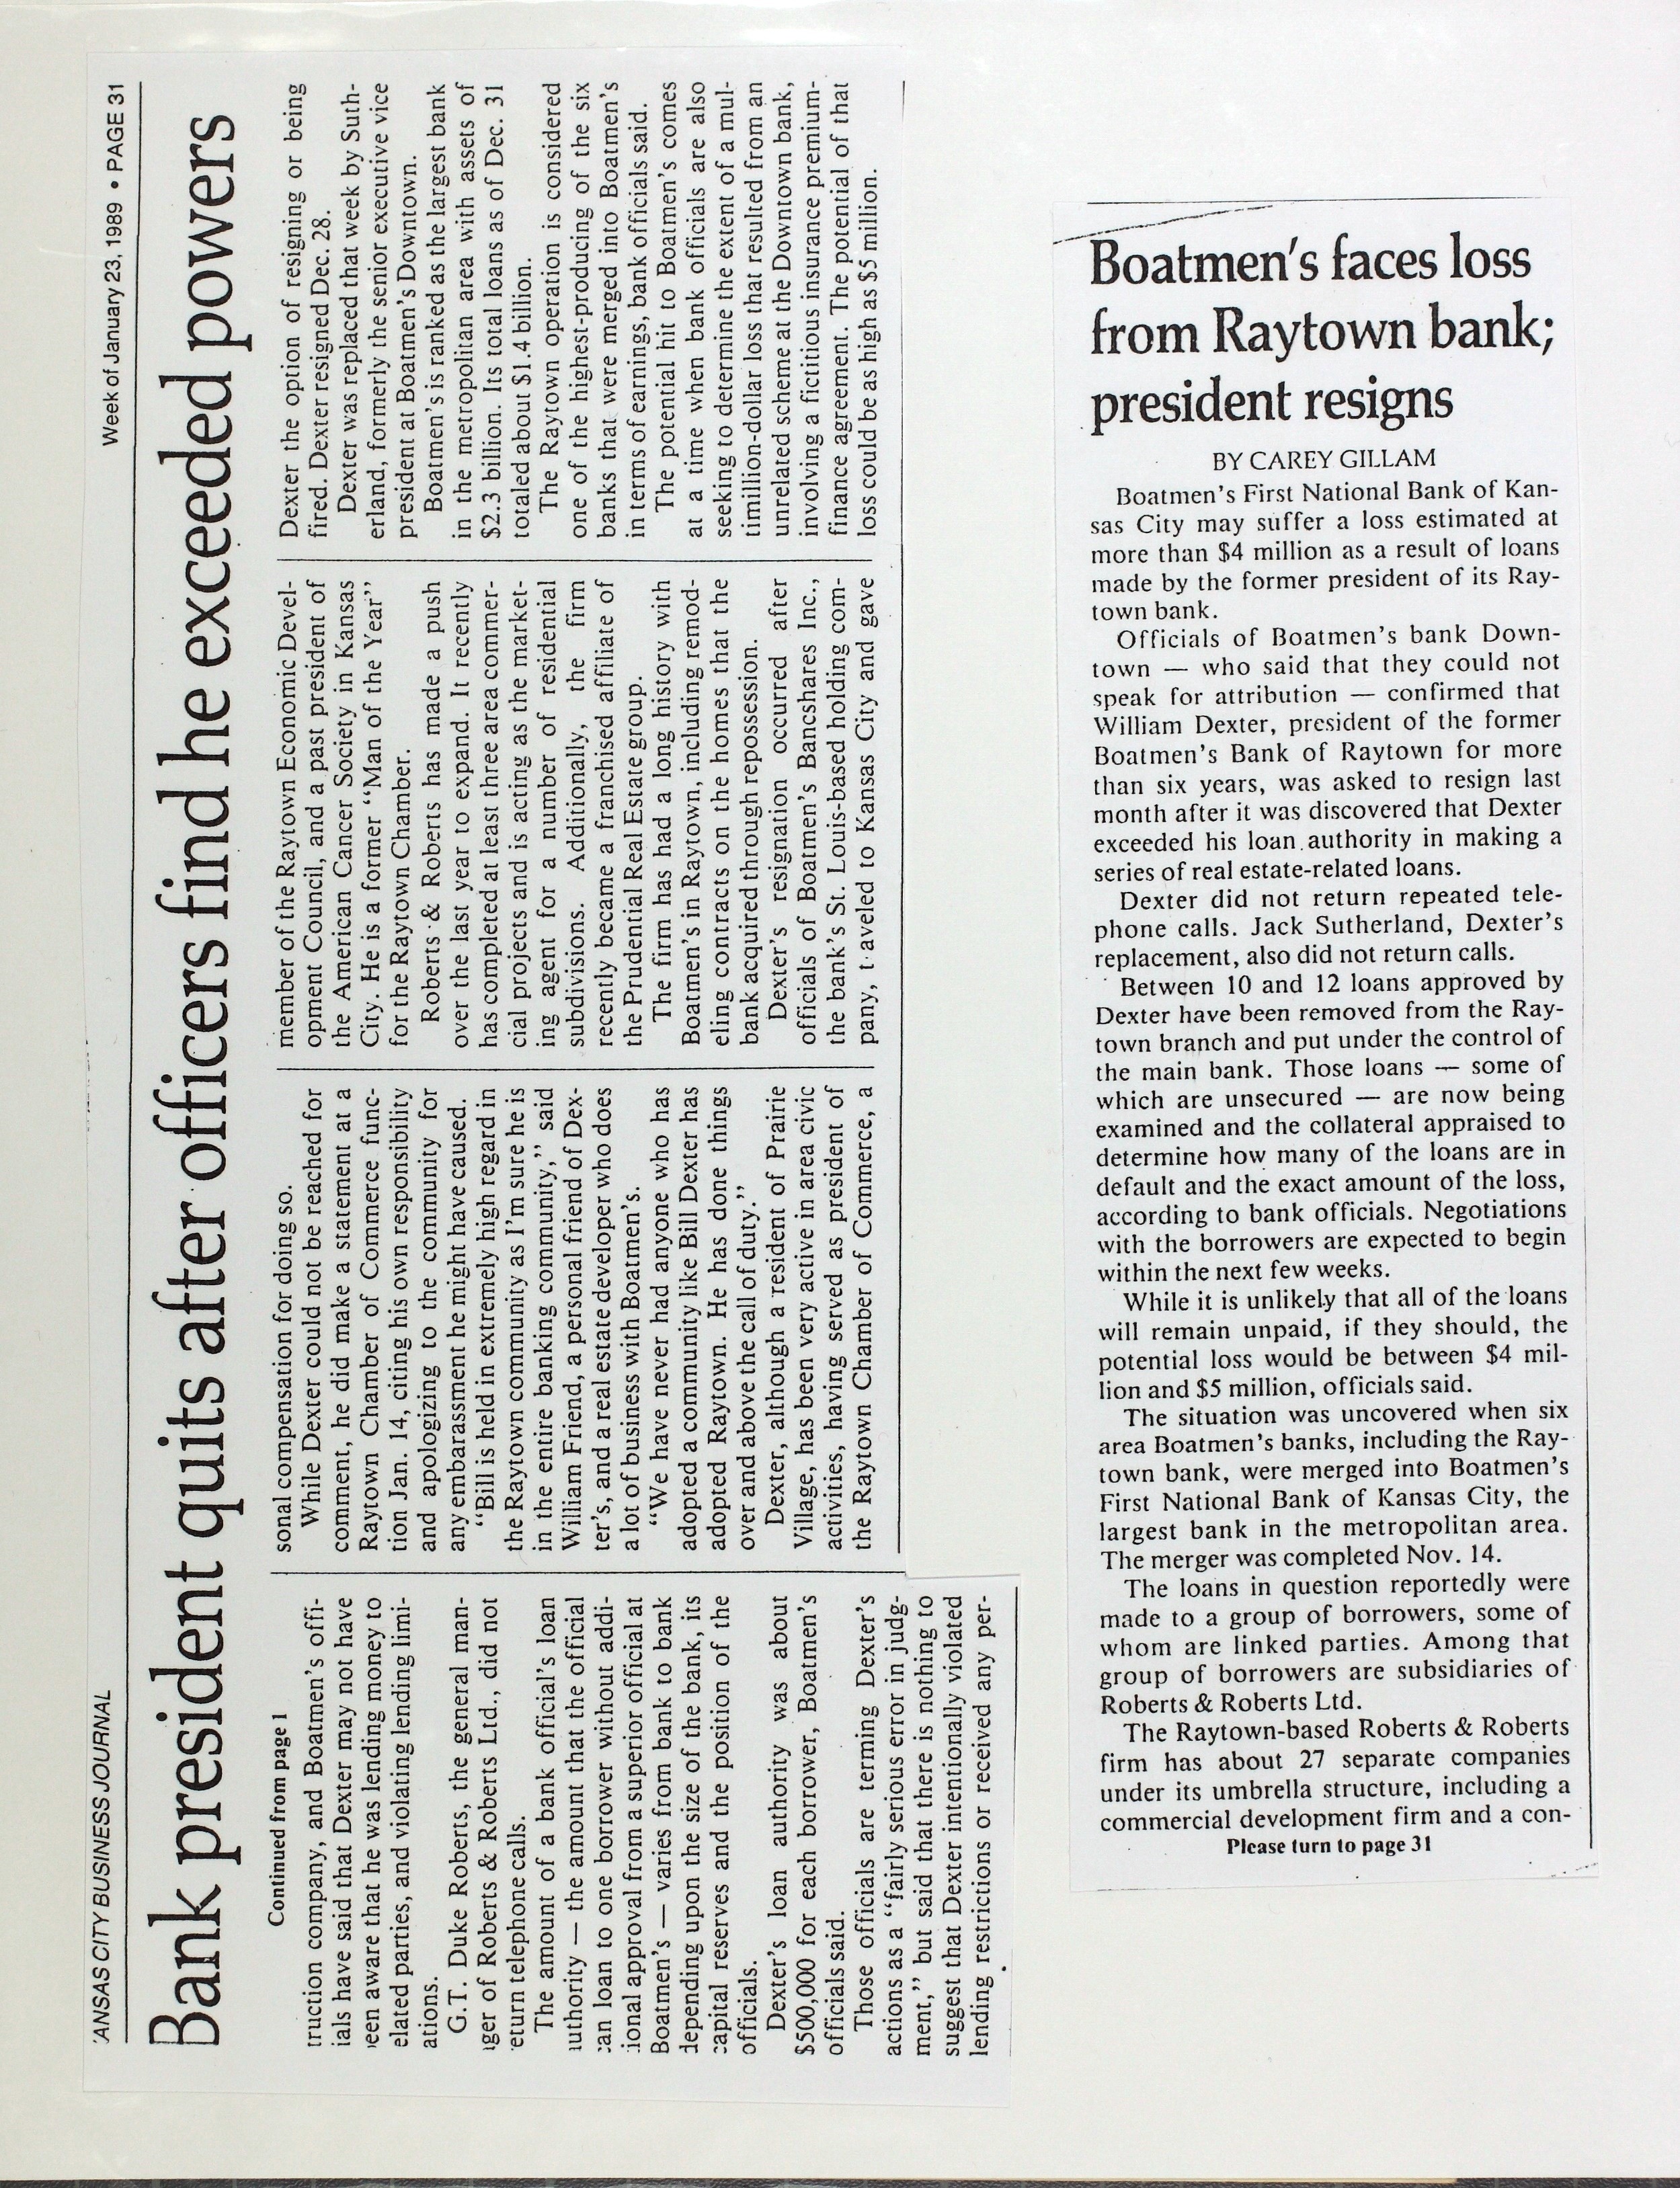 Boatmen's faces loss
from Raytown bank;
president resigns
BY CAREY GILLAM
Boatmen's First National Bank of Kan-
sas City may suffer a loss estimated at
more than $4 million as a result of loans
made by the former president of its Ray-
town bank.
Officials of Boatmen's bank Down-
town — who said that they could not
speak for attribution — confirmed that
William Dexter, president of the former
Boatmen's Bank of Raytown for more
than six years, was asked to resign last
month after it was discovered that Dexter
exceeded his loan authority in making a
series of real estate-related loans.
Dexter did not return repeated tele-
phone calls. Jack Sutherland, Dexter's
replacement, also did not return calls.
Between 10 and 12 loans approved by
Dexter have been removed from the Ray-
town branch and put under the control of
the main bank. Those loans — some of
which are unsecured — are now being
examined and the collateral appraised to
determine how many of the loans are in
default and the exact amount of the loss,
according to bank officials. Negotiations
with the borrowers are expected to begin
within the next few weeks.
While it is unlikely that all of the loans
will remain unpaid, if they should, the
potential loss would be between $4 mil-
lion and $5 million, officials said.
The situation was uncovered when six
area Boatmen's banks, including the Ray-
town bank, were merged into Boatmen's
First National Bank of Kansas City, the
largest bank in the metropolitan area.
The merger was completed Nov. 14.
The loans in question reportedly were
made to a group of borrowers, some of
whom are linked parties. Among that
group of borrowers are subsidiaries of
Roberts & Roberts Ltd.
The Raytown-based Roberts & Roberts
firm has about 27 separate companies
under its umbrella structure, including a
commercial development firm and a con-
Please turn to page 31
ANSAS CITY BUSINESS JOURNAL
Week of January 23, 1989 • PAGE 31
Bank president quits after officers find he exceeded powers
Continued from page 1
truction company, and Boatmen's offi-
ials have said that Dexter may not have
een aware that he was lending money to
elated parties, and violating lending limi-
ations.
G.T. Duke Roberts, the general man-
ger of Roberts & Roberts Ltd., did not
eturn telephone calls.
The amount of a bank official's loan
uthority — the amount that the official
an loan to one borrower without addi-
ional approval from a superior official at
Boatmen's — varies from bank to bank
depending upon the size of the bank, its
capital reserves and the position of the
officials.
Dexter's loan authority was about
$500,000 for each borrower, Boatmen's
officials said.
Those officials are terming Dexter's
actions as a "fairly serious error in judg-
ment," but said that there is nothing to
suggest that Dexter intentionally violated
lending restrictions or received any per-
sonal compensation for doing so.
While Dexter could not be reached for
comment, he did make a statement at a
Raytown Chamber of Commerce func-
tion Jan. 14, citing his own responsibility
and apologizing to the community for
any embarassment he might have caused.
"Bill is held in extremely high regard in
the Raytown community as I'm sure he is
in the entire banking community," said
William Friend, a personal friend of Dex-
ter's, and a real estate developer who does
a lot of business with Boatmen's.
"We have never had anyone who has
adopted a community like Bill Dexter has
adopted Raytown. He has done things
over and above the call of duty."
Dexter, although a resident of Prairie
Village, has been very active in area civic
activities, having served as president of
the Raytown Chamber of Commerce, a
member of the Raytown Economic Devel-
opment Council, and a past president of
the American Cancer Society in Kansas
City. He is a former "Man of the Year"
for the Raytown Chamber.
Roberts & Roberts has made a push
over the last year to expand. It recently
has completed at least three area commer-
cial projects and is acting as the market-
ing agent for a number of residential
subdivisions. Additionally, the firm
recently became a franchised affiliate of
the Prudential Real Estate group.
The firm has had a long history with
Boatmen's in Raytown, including remod-
eling contracts on the homes that the
bank acquired through repossession.
Dexter's resignation occurred after
officials of Boatmen's Bancshares Inc.,
the bank's St. Louis-based holding com-
pany, t aveled to Kansas City and gave
Dexter the option of resigning or being
fired. Dexter resigned Dec. 28.
Dexter was replaced that week by Suth-
erland, formerly the senior executive vice
president at Boatmen's Downtown.
Boatmen's is ranked as the largest bank
in the metropolitan area with assets of
$2.3 billion. Its total loans as of Dec. 31
totaled about $1.4 billion.
The Raytown operation is considered
one of the highest-producing of the six
banks that were merged into Boatmen's
in terms of earnings, bank officials said.
The potential hit to Boatmen's comes
at a time when bank officials are also
seeking to determine the extent of a mul-
timillion-dollar loss that resulted from an
unrelated scheme at the Downtown bank,
involving a fictitious insurance premium-
finance agreement. The potential of that
loss could be as high as $5 million.